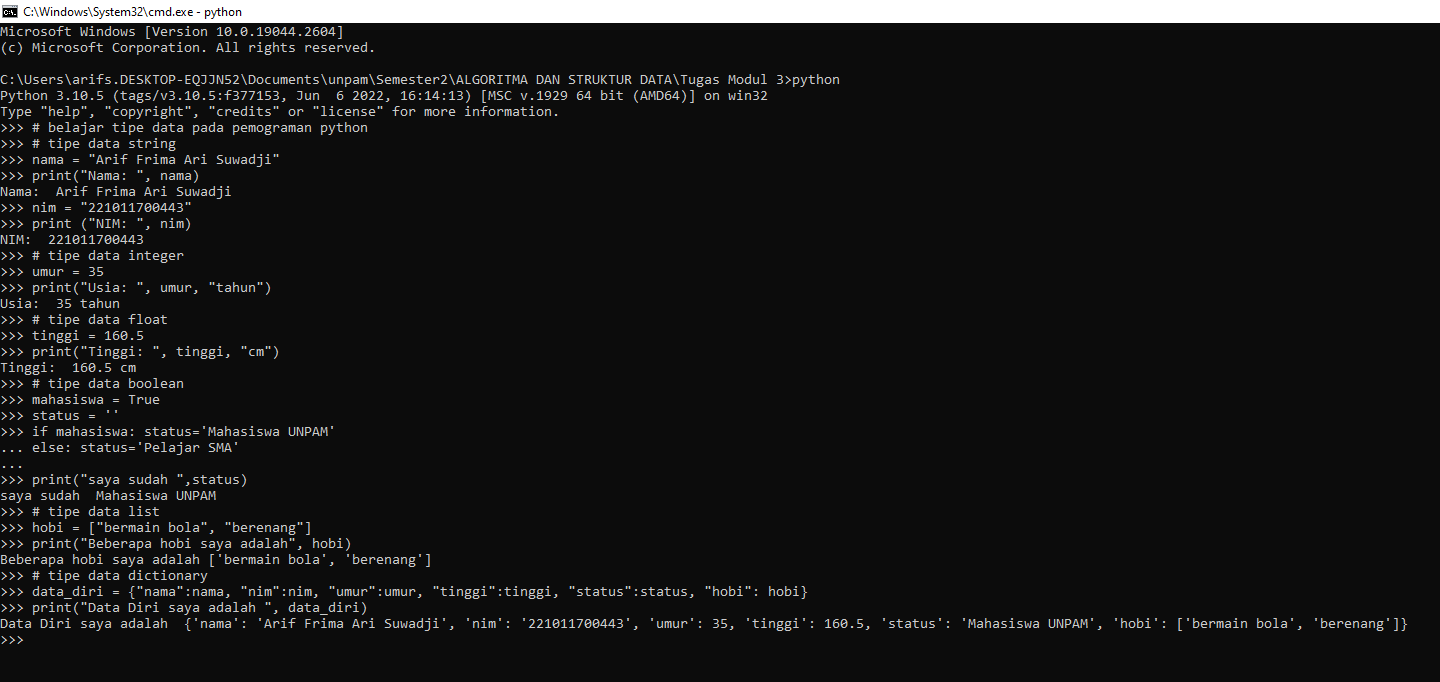 C:\Windows\System32\cmd.exe - python
Microsoft Windows [Version 10.0.19044.2604]
(c) Microsoft Corporation. All rights reserved.
C:\Users\arifs.DESKTOP-EQJJN52\Documents\unpam\Semester2\ALGORITMA DAN STRUKTUR DATA\Tugas Modul 3>python
Python 3.10.5 (tags/v3.10.5:f377153, Jun  6 2022, 16:14:13) [MSC v.1929 64 bit (AMD64)] on win32
Type "help", "copyright", "credits" or "license" for more information.
>>> # belajar tipe data pada pemograman python
>>> # tipe data string
>>> nama = "Arif Frima Ari Suwadji"
>>> print("Nama: ", nama)
Nama:  Arif Frima Ari Suwadji
>>> nim = "221011700443"
>>> print ("NIM: ", nim)
NIM:  221011700443
>>> # tipe data integer
>>> umur = 35
>>> print("Usia: ", umur, "tahun")
Usia:  35 tahun
>>> # tipe data float
>>> tinggi = 160.5
>>> print("Tinggi: ", tinggi, "cm")
Tinggi:  160.5 cm
>>> # tipe data boolean
>>> mahasiswa = True
>>> status = ''
>>> if mahasiswa: status='Mahasiswa UNPAM'
... else: status='Pelajar SMA'
...
>>> print("saya sudah ",status)
saya sudah  Mahasiswa UNPAM
>>> # tipe data list
>>> hobi = ["bermain bola", "berenang"]
>>> print("Beberapa hobi saya adalah", hobi)
Beberapa hobi saya adalah ['bermain bola', 'berenang']
>>> # tipe data dictionary
>>> data_diri = {"nama":nama, "nim":nim, "umur":umur, "tinggi":tinggi, "status":status, "hobi": hobi}
>>> print("Data Diri saya adalah ", data_diri)
Data Diri saya adalah  {'nama': 'Arif Frima Ari Suwadji', 'nim': '221011700443', 'umur': 35, 'tinggi': 160.5, 'status': 'Mahasiswa UNPAM', 'hobi': ['bermain bola', 'berenang']}
>>>